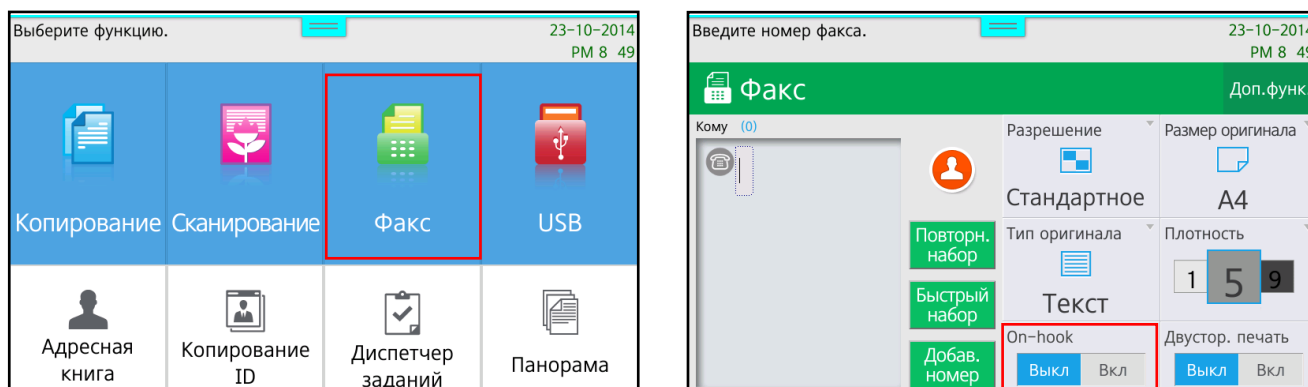 Выберите функцию.
23-10-2014
PM 8 49
Копирование
Сканирование
Факс
USB
Адресная
книга
Копирование
ID
Диспетчер
заданий
Панорама
Введите номер факса.
23-10-2014
PM 8 49
Факс
Доп.функ.
Кому (0)
Повторн.
набор
Быстрый
набор
Добав.
номер
Разрешение
Стандартное
Размер оригинала
A4
Тип оригинала
Текст
Плотность
1 5 9
On-hook
Выкл Вкл
Двустор. печать
Выкл Вкл